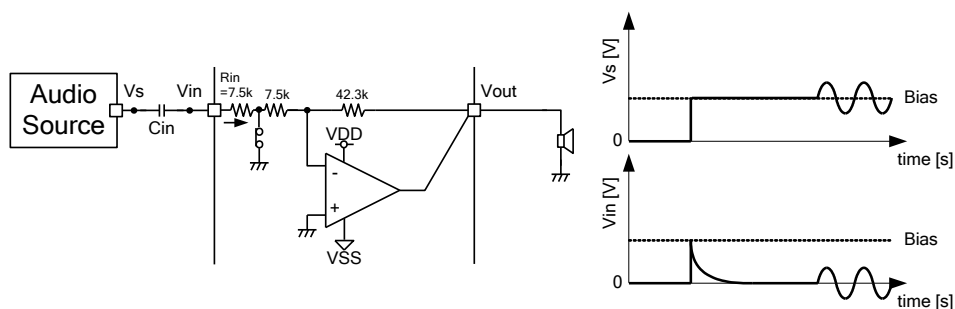 Audio
Source
Vs
Cin
Vin
Rin
=7.5k
7.5k
42.3k
VDD
-
+
VSS
Vout
Vs [V]
0
Bias
time [s]
Vin [V]
0
Bias
time [s]